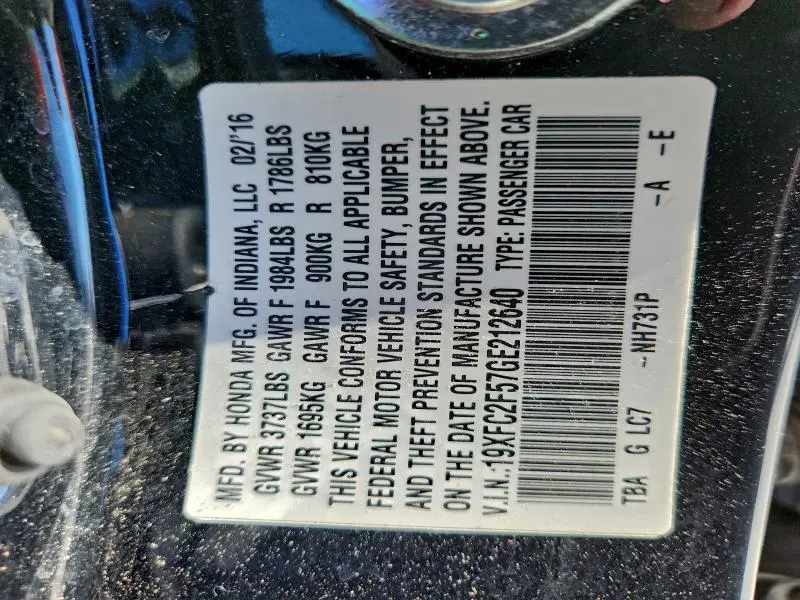 MFD. BY HONDA MFG. OF INDIANA, LLC 02/'16
GVWR 3737LBS GAWR F 1984LBS R 1786LBS
GVWR 1695KG GAWR F 900KG R 810KG
THIS VEHICLE CONFORMS TO ALL APPLICABLE
FEDERAL MOTOR VEHICLE SAFETY, BUMPER,
AND THEFT PREVENTION STANDARDS IN EFFECT
ON THE DATE OF MANUFACTURE SHOWN ABOVE.
V.I.N.:19XFC2F57GE212640 TYPE: PASSENGER CAR
TBA G LC7 -- NH731P -A -E